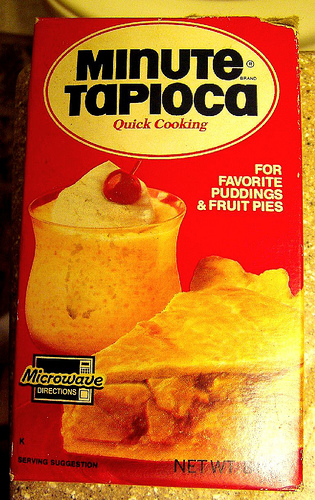 MINUTE®
BRAND
TAPIOCA
Quick Cooking
FOR
FAVORITE
PUDDINGS
& FRUIT PIES
Microwave
DIRECTIONS
K
SERVING SUGGESTION
NET WT